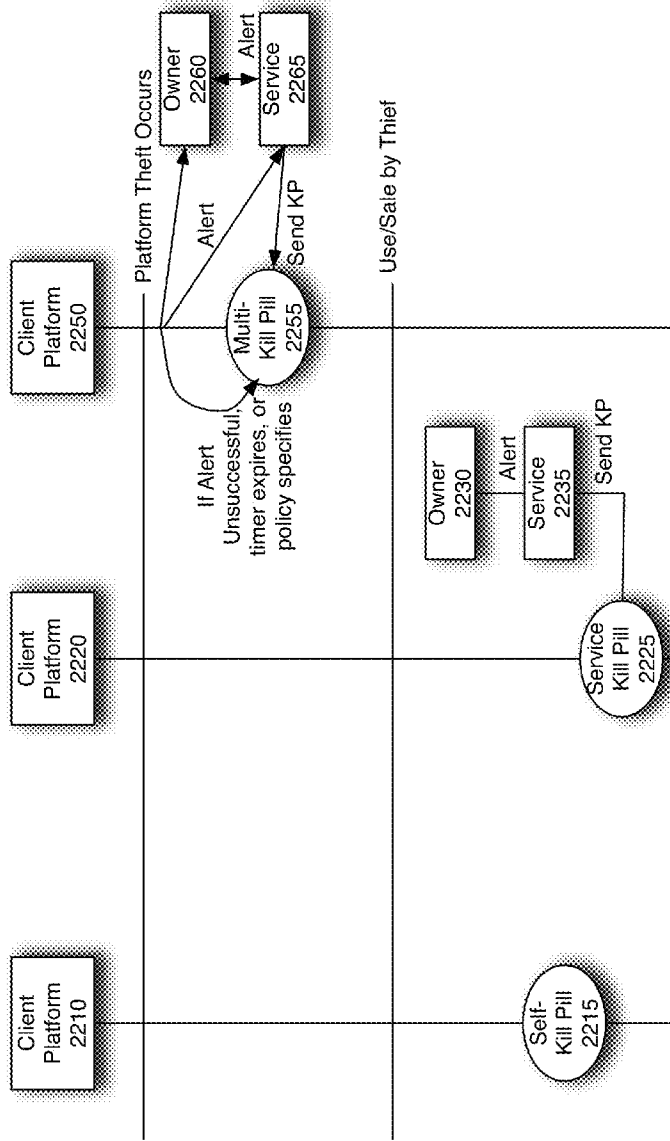 Client
Platform
2210
Client
Platform
2220
Client
Platform
2250
Platform Theft Occurs
Owner
2260
Alert
Service
2265
Alert
Send KP
Multi-
Kill Pill
2255
If Alert
Unsuccessful,
timer expires, or
policy specifies
Use/Sale by Thief
Owner
2230
Alert
Service
2235
Send KP
Service
Kill Pill
2225
Self-
Kill Pill
2215